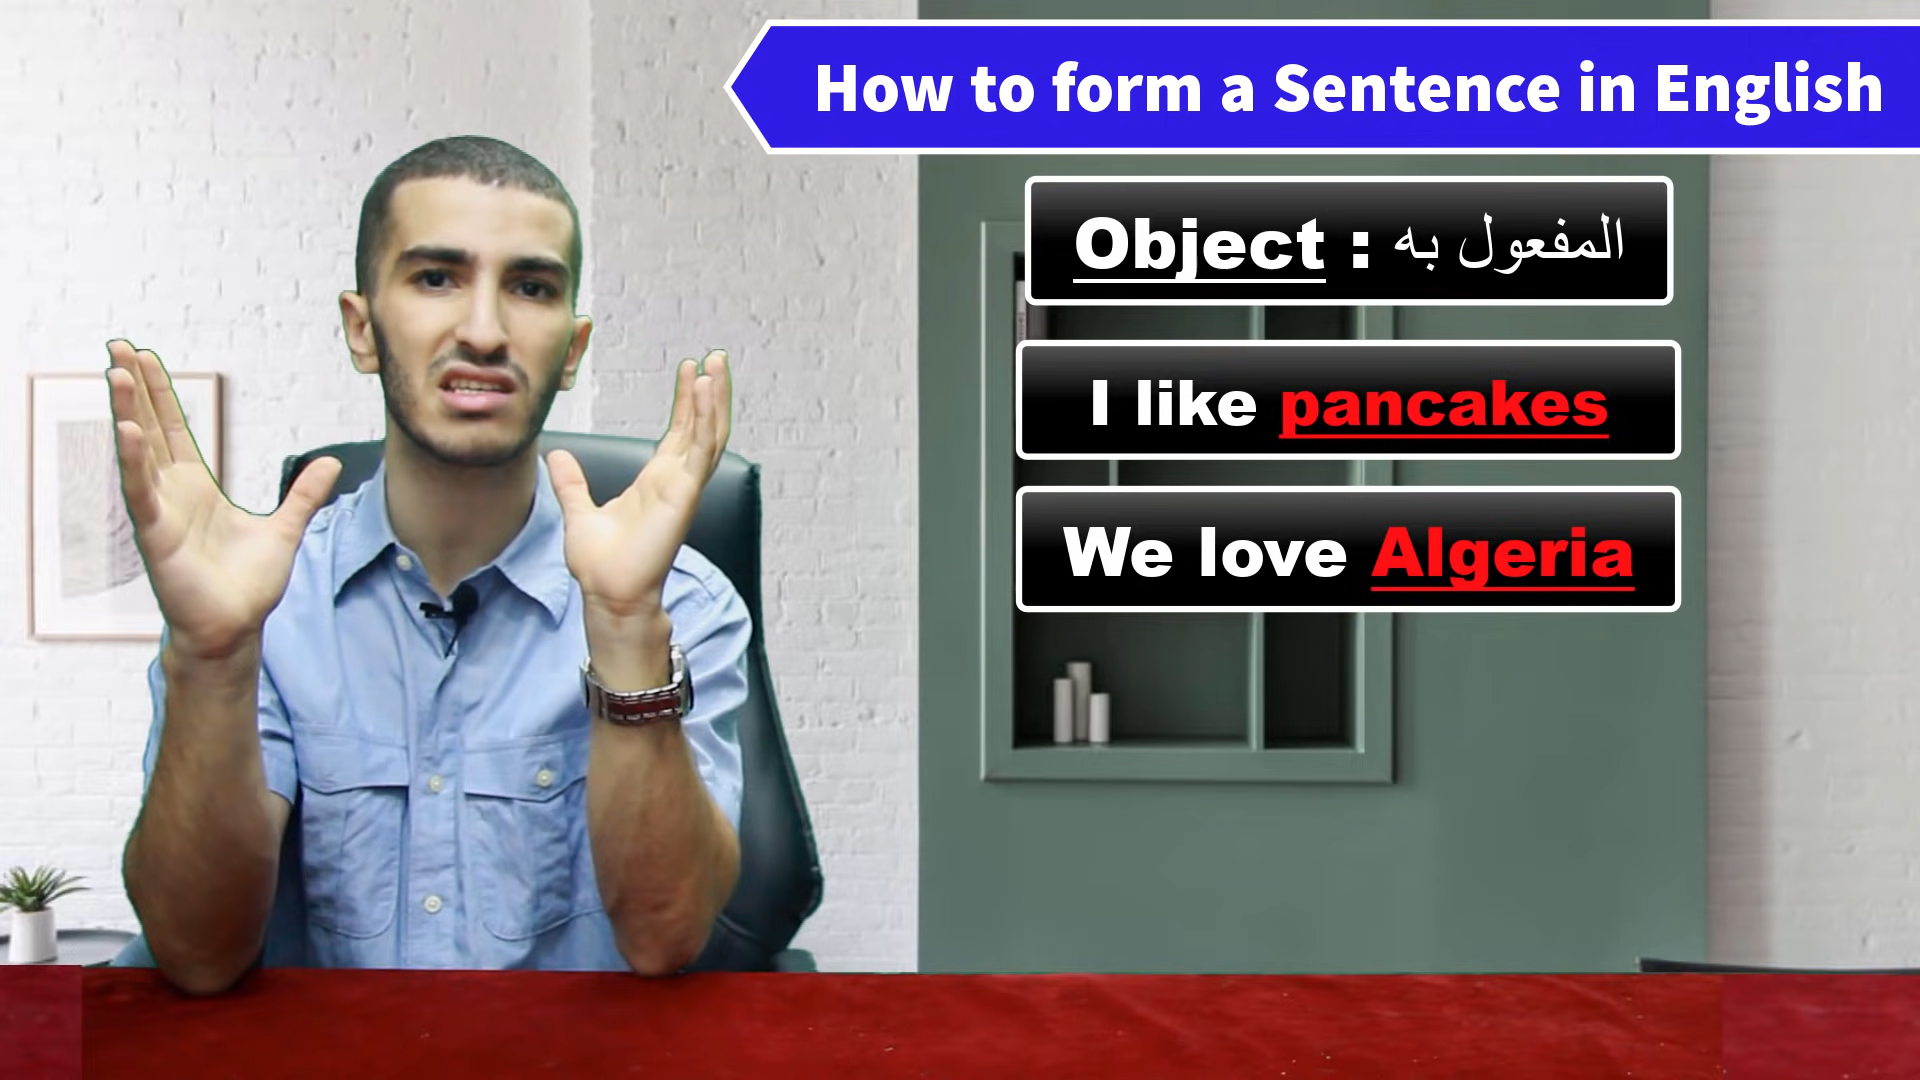 How to form a Sentence in English
Object : المفعول به
I like pancakes
We love Algeria